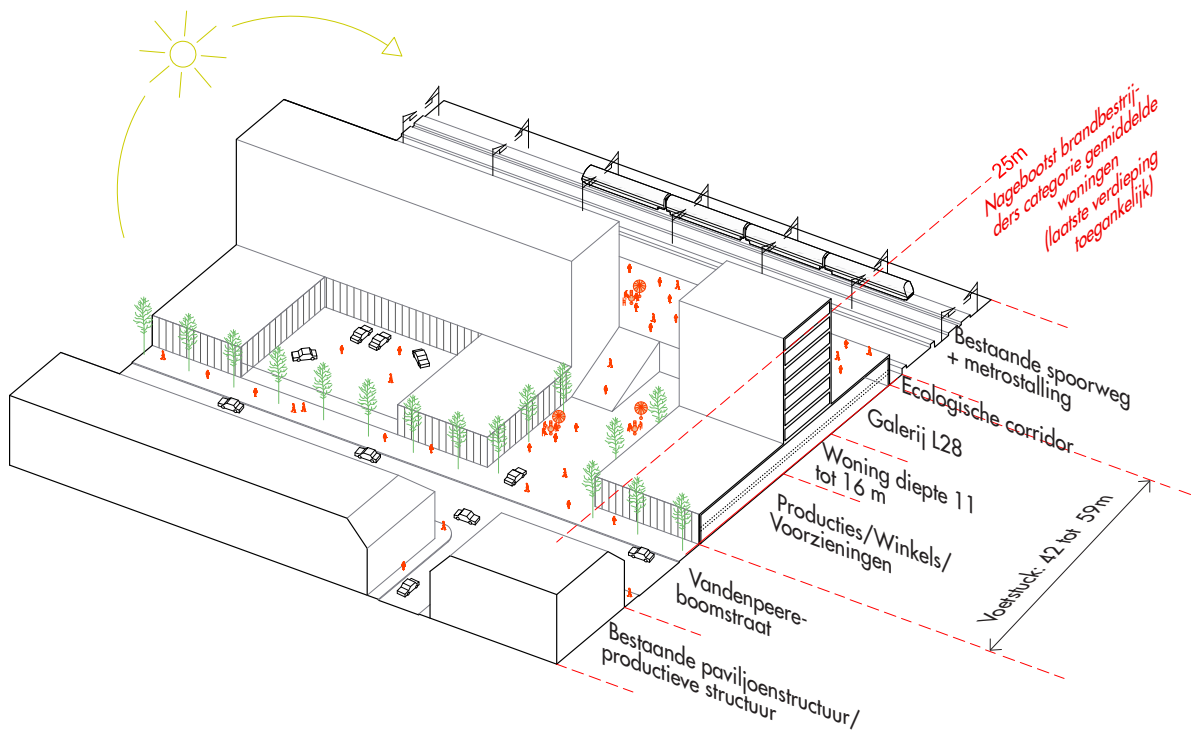 25m
Nagebootst brandbestrij-
ders categorie gemiddelde
woningen
(laatste verdieping
toegankelijk)
Bestaande spoorweg
+ metrostalling
Ecologische corridor
Galerij L28
Woning diepte 11
tot 16 m
Producties/Winkels/
Voorzieningen
Voetstuk: 42 tot 59m
Vandenpeere-
boomstraat
Bestaande paviljoenstructuur/
productieve structuur